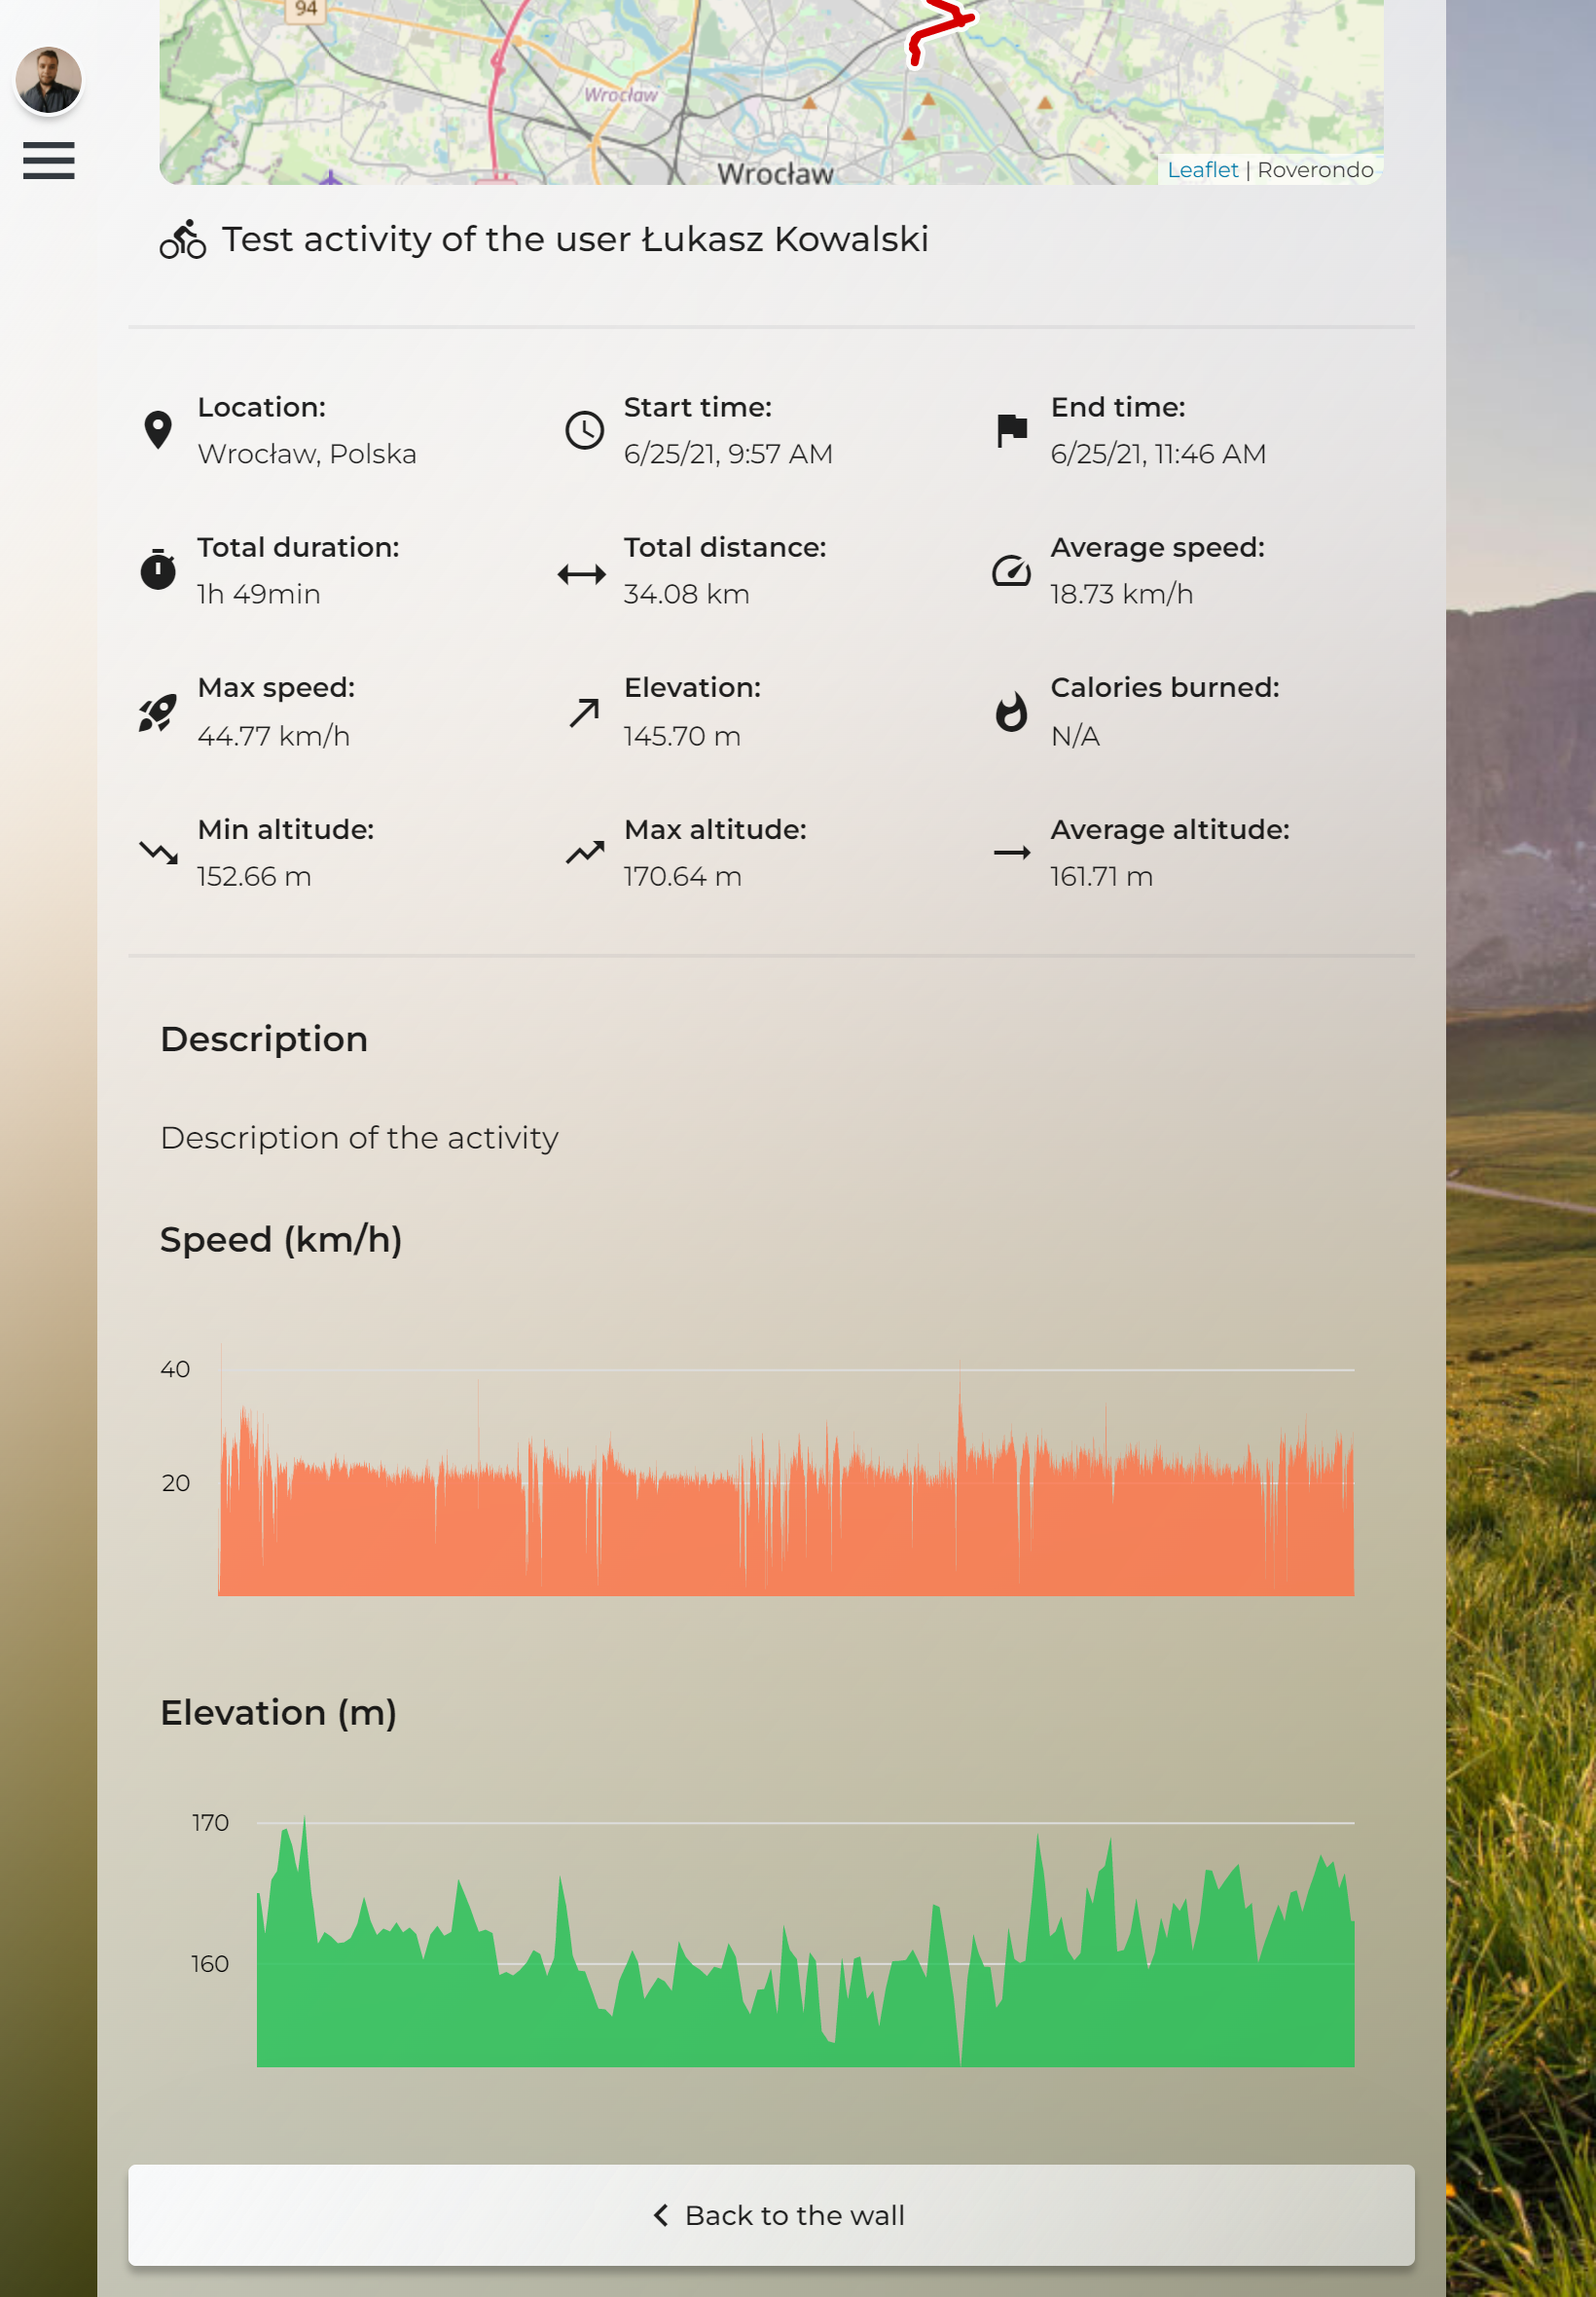 94
Wrocław
Wrocław
Leaflet | Roverondo
Test activity of the user Łukasz Kowalski
Location:
Wrocław, Polska
Start time:
6/25/21, 9:57 AM
End time:
6/25/21, 11:46 AM
Total duration:
1h 49min
Total distance:
34.08 km
Average speed:
18.73 km/h
Max speed:
44.77 km/h
Elevation:
145.70 m
Calories burned:
N/A
Min altitude:
152.66 m
Max altitude:
170.64 m
Average altitude:
161.71 m
Description
Description of the activity
Speed (km/h)
40
20
Elevation (m)
170
160
Back to the wall